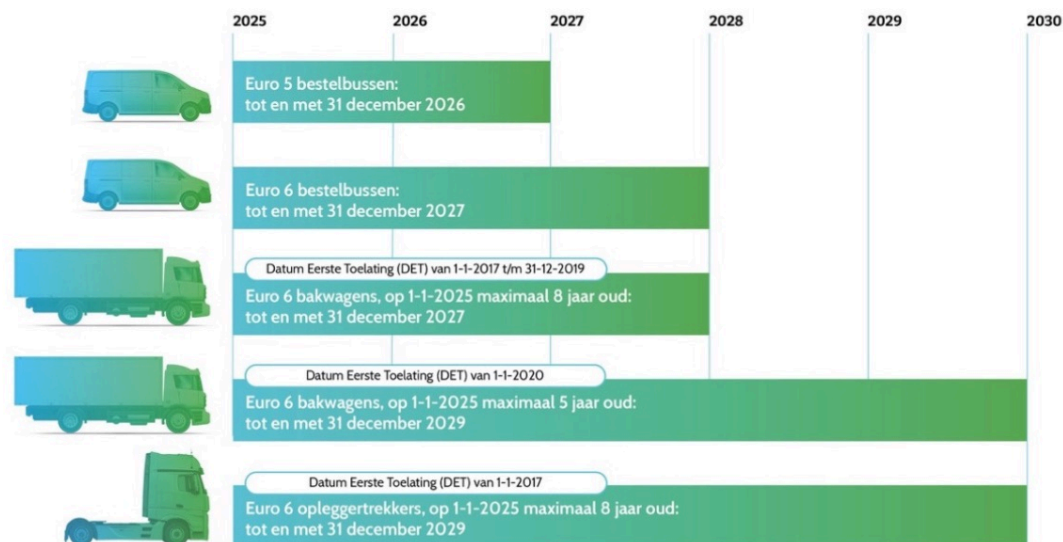 2025 2026 2027 2028 2029 2030
Euro 5 bestelbussen:
tot en met 31 december 2026
Euro 6 bestelbussen:
tot en met 31 december 2027
Datum Eerste Toelating (DET) van 1-1-2017 t/m 31-12-2019
Euro 6 bakwagens, op 1-1-2025 maximaal 8 jaar oud:
tot en met 31 december 2027
Datum Eerste Toelating (DET) van 1-1-2020
Euro 6 bakwagens, op 1-1-2025 maximaal 5 jaar oud:
tot en met 31 december 2029
Datum Eerste Toelating (DET) van 1-1-2017
Euro 6 opleggertrekkers, op 1-1-2025 maximaal 8 jaar oud:
tot en met 31 december 2029